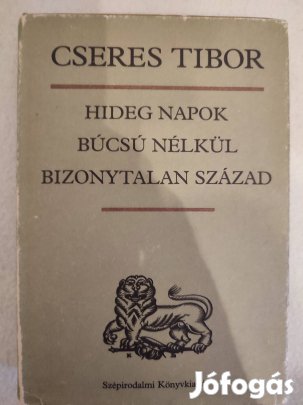 CSERES TIBOR
HIDEG NAPOK
BÚCSÚ NÉLKÜL
BIZONYTALAN SZÁZAD
Szépirodalmi Könyvkia
Jófogás